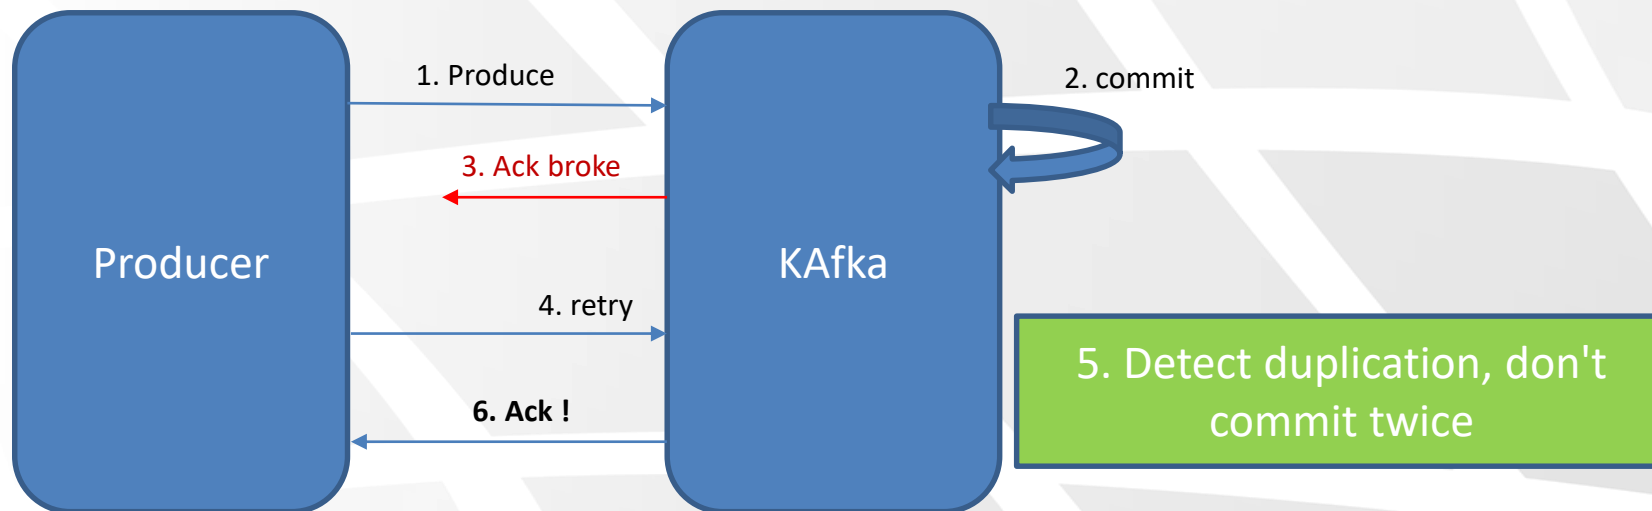 1. Produce
2. commit
3. Ack broke
Producer
KAfka
4. retry
5. Detect duplication, don't
commit twice
6. Ack !